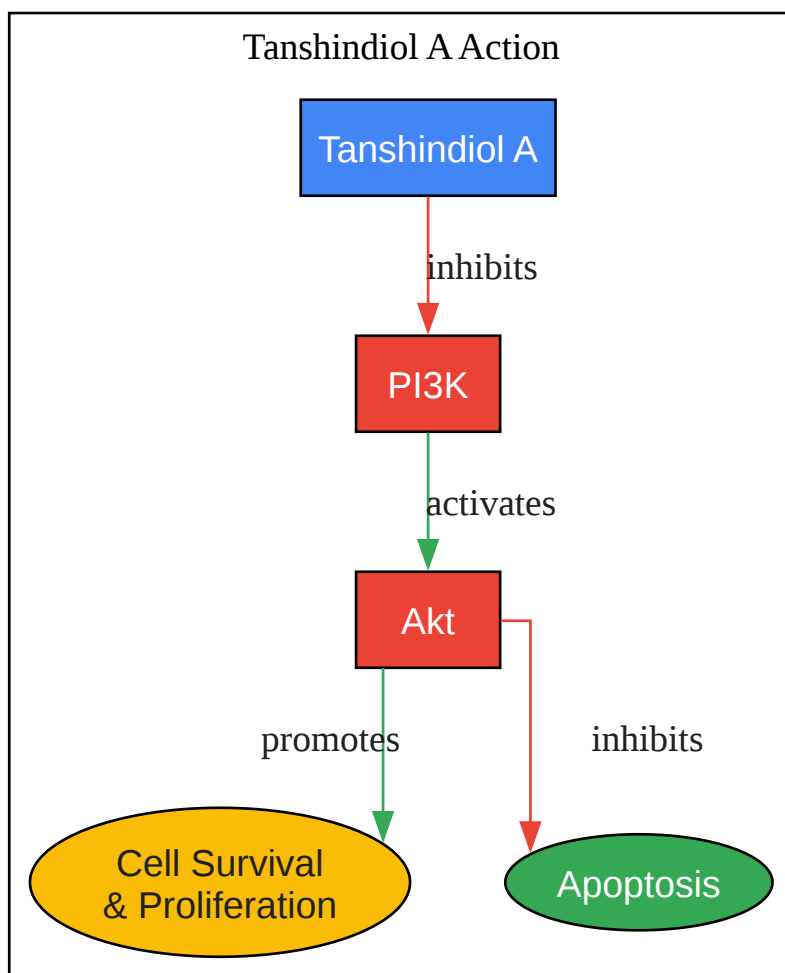 Tanshindiol A Action
Tanshindiol A
inhibits
PI3K
activates
Akt
promotes
inhibits
Cell Survival
& Proliferation
Apoptosis